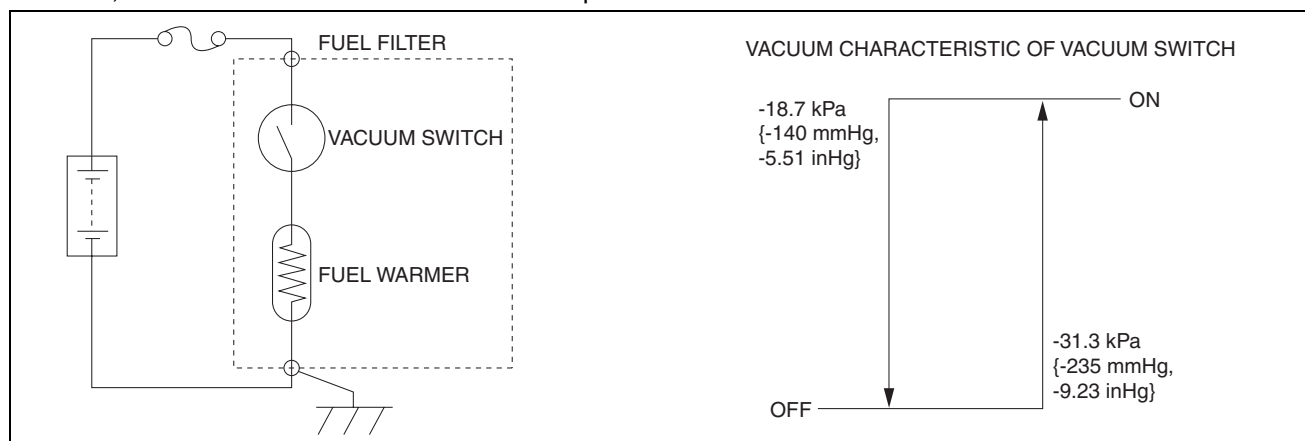 FUEL FILTER
VACUUM SWITCH
FUEL WARMER
VACUUM CHARACTERISTIC OF VACUUM SWITCH
-18.7 kPa
{-140 mmHg,
-5.51 inHg}
ON
-31.3 kPa
{-235 mmHg,
-9.23 inHg}
OFF